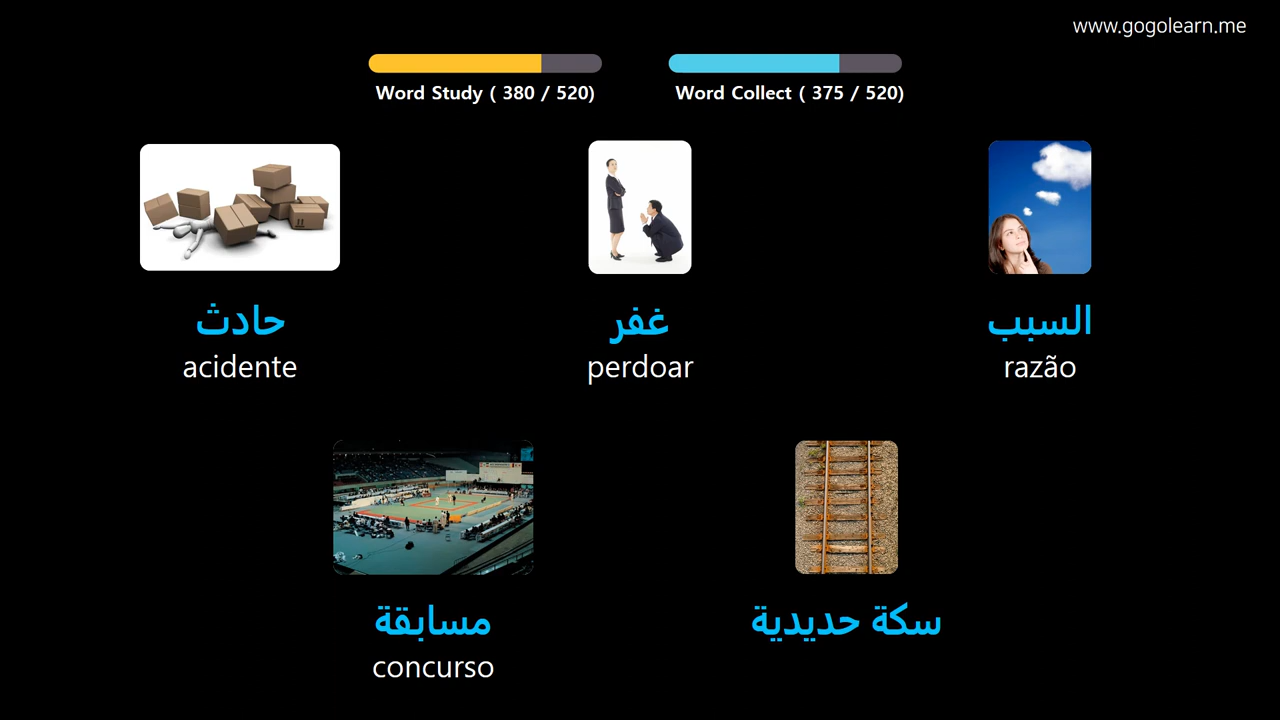 www.gogolearn.me
Word Study ( 380 / 520)
Word Collect ( 375 / 520)
حادث
acidente
غفر
perdoar
السبب
razão
مسابقة
concurso
سكة حديدية